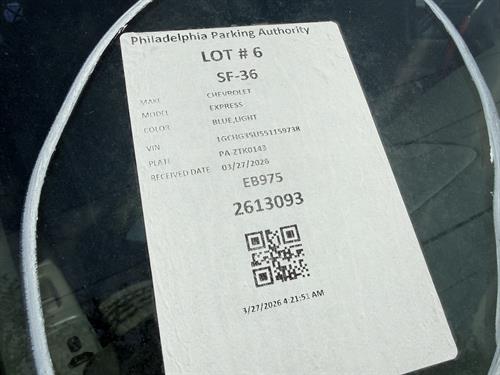 Philadelphia Parking Authority
LOT # 6
SF-36
MAKE CHEVROLET
MODEL EXPRESS
COLOR BLUE,LIGHT
VIN 1GCHG35U551159738
PLATE PA-ZTK0143
RECEIVED DATE 03/27/2026
EB975
2613093
3/27/2026 4:21:51 AM